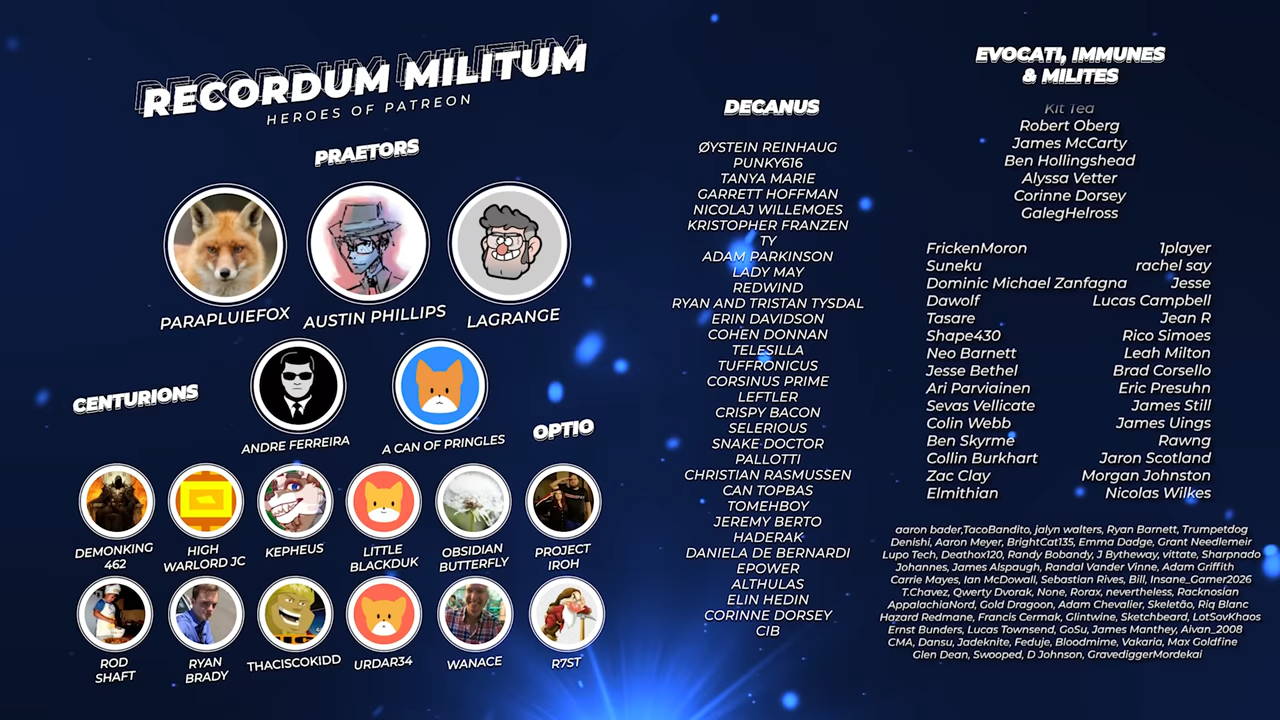 RECORDUM MILITUM
HEROES OF PATREON
PRAETORS
PARAPLUIEFOX
AUSTIN PHILLIPS
LAGRANGE
CENTURIONS
ANDRE FERREIRA
A CAN OF PRINGLES
OPTIO
DEMONKING
462
HIGH
WARLORD JC
KEPHEUS
LITTLE
BLACKDUK
OBSIDIAN
BUTTERFLY
PROJECT
IROH
ROD
SHAFT
RYAN
BRADY
THACISCOKIDD
URDAR34
WANACE
R7ST
DECANUS
ØYSTEIN REINHAUG
PUNKY616
TANYA MARIE
GARRETT HOFFMAN
NICOLAJ WILLEMOES
KRISTOPHER FRANZEN
TY
ADAM PARKINSON
LADY MAY
REDWIND
RYAN AND TRISTAN TYSDAL
ERIN DAVIDSON
COHEN DONNAN
TELESILLA
TUFFRONICUS
CORSINUS PRIME
LEFTLER
CRISPY BACON
SELERIOUS
SNAKE DOCTOR
PALLOTTI
CHRISTIAN RASMUSSEN
CAN TOPBAS
TOMEHBOY
JEREMY BERTO
HADERAK
DANIELA DE BERNARDI
EPOWER
ALTHULAS
ELIN HEDIN
CORINNE DORSEY
CIB
EVOCATI, IMMUNES
& MILITES
Kit Tea
Robert Oberg
James McCarty
Ben Hollingshead
Alyssa Vetter
Corinne Dorsey
GalegHelross
FrickenMoron 1player
Suneku rachel say
Dominic Michael Zanfagna Jesse
Dawolf Lucas Campbell
Tasare Jean R
Shape430 Rico Simoes
Neo Barnett Leah Milton
Jesse Bethel Brad Corsello
Ari Parviainen Eric Presuhn
Sevas Vellicate James Still
Colin Webb James Uings
Ben Skyrme Rawng
Collin Burkhart Jaron Scotland
Zac Clay Morgan Johnston
Elmithian Nicolas Wilkes
aaron bader,TacoBandito, jalyn walters, Ryan Barnett, Trumpetdog
Denishi, Aaron Meyer, BrightCat135, Emma Dadge, Grant Needlemeir
Lupo Tech, Deathox120, Randy Bobandy, J Bytheway, vittate, Sharpnado
Johannes, James Alspaugh, Randal Vander Vinne, Adam Griffith
Carrie Mayes, Ian McDowall, Sebastian Rives, Bill, Insane_Gamer2026
T.Chavez, Qwerty Dvorak, None, Rorax, nevertheless, Racknosian
AppalachiaNord, Gold Dragoon, Adam Chevalier, Skeletão, Riq Blanc
Hazard Redmane, Francis Cermak, Glintwine, Sketchbeard, LotSovKhaos
Ernst Bunders, Lucas Townsend, GoSu, James Manthey, Aivan_2008
CMA, Dansu, Jadeknite, Feduje, Bloodmime, Vakaria, Max Goldfine
Glen Dean, Swooped, D Johnson, GravediggerMordekai